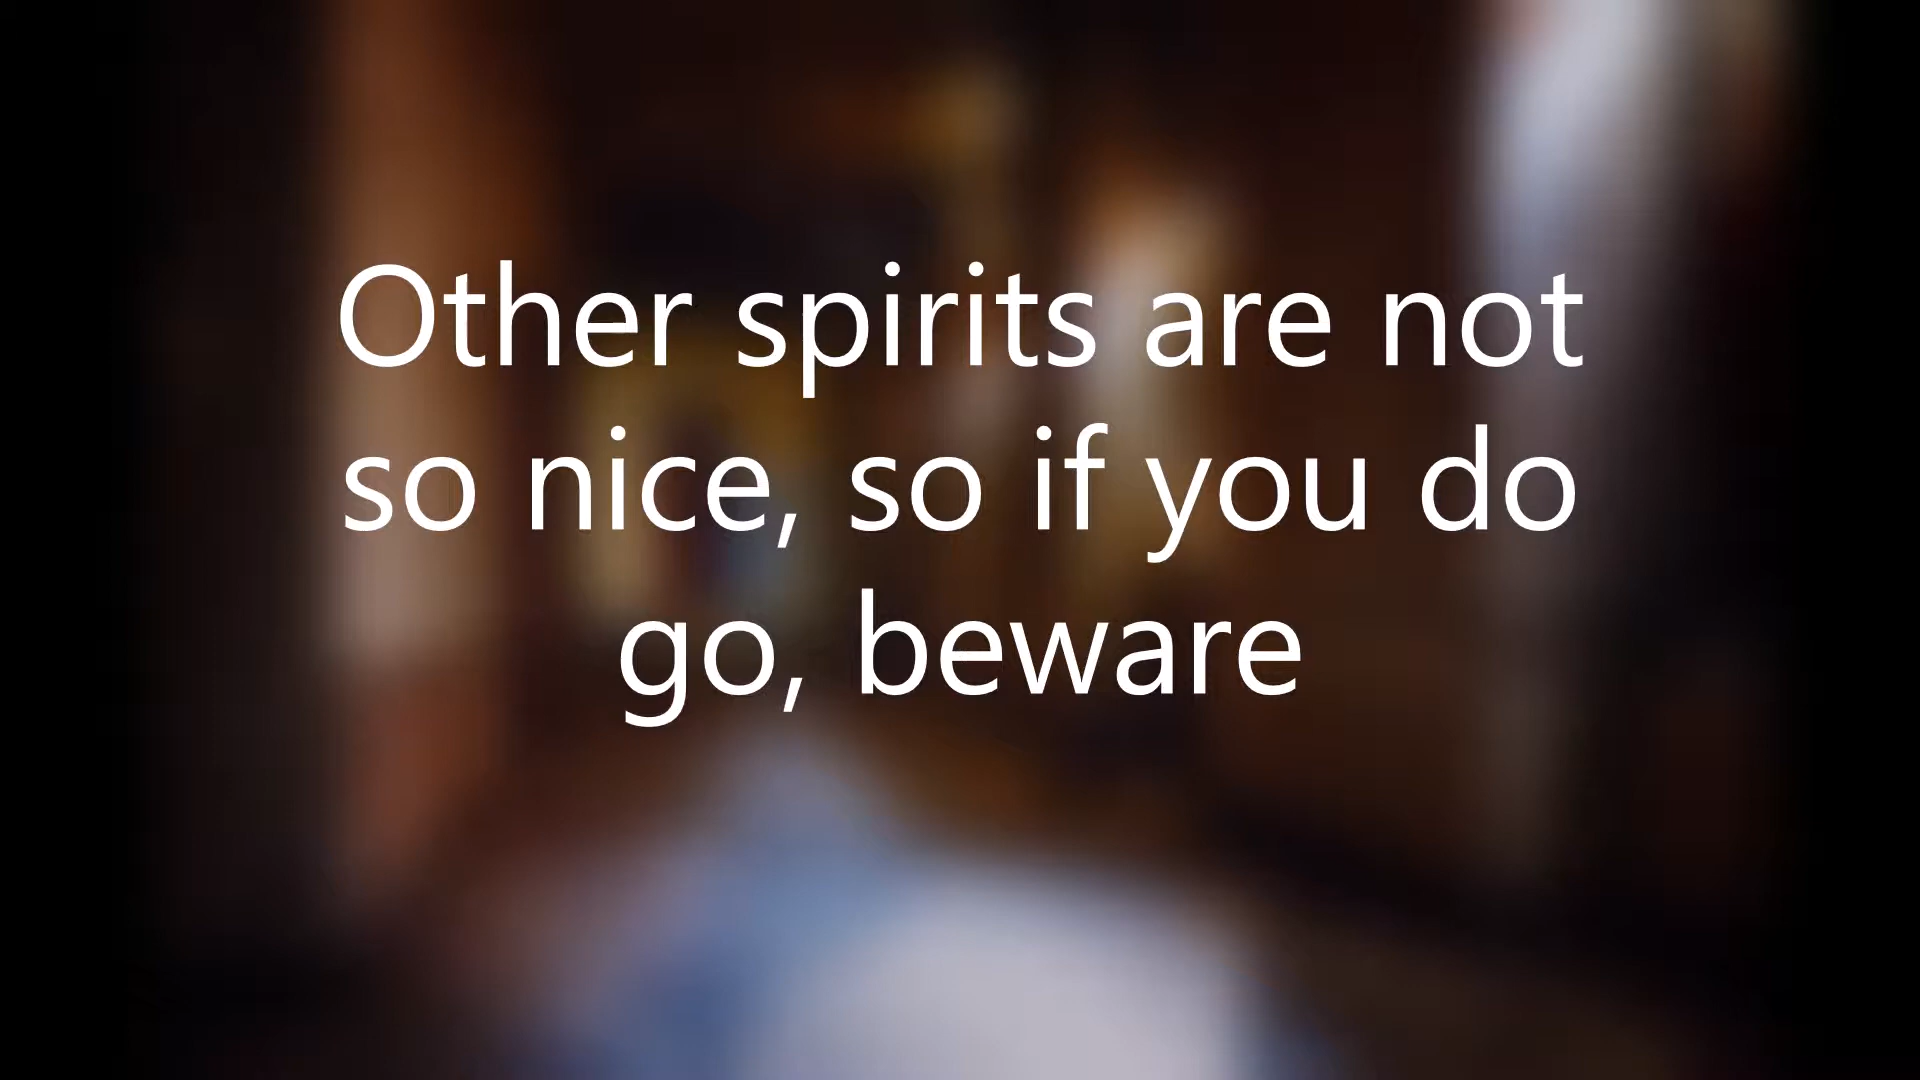 Other spirits are not
so nice, so if you do
go, beware